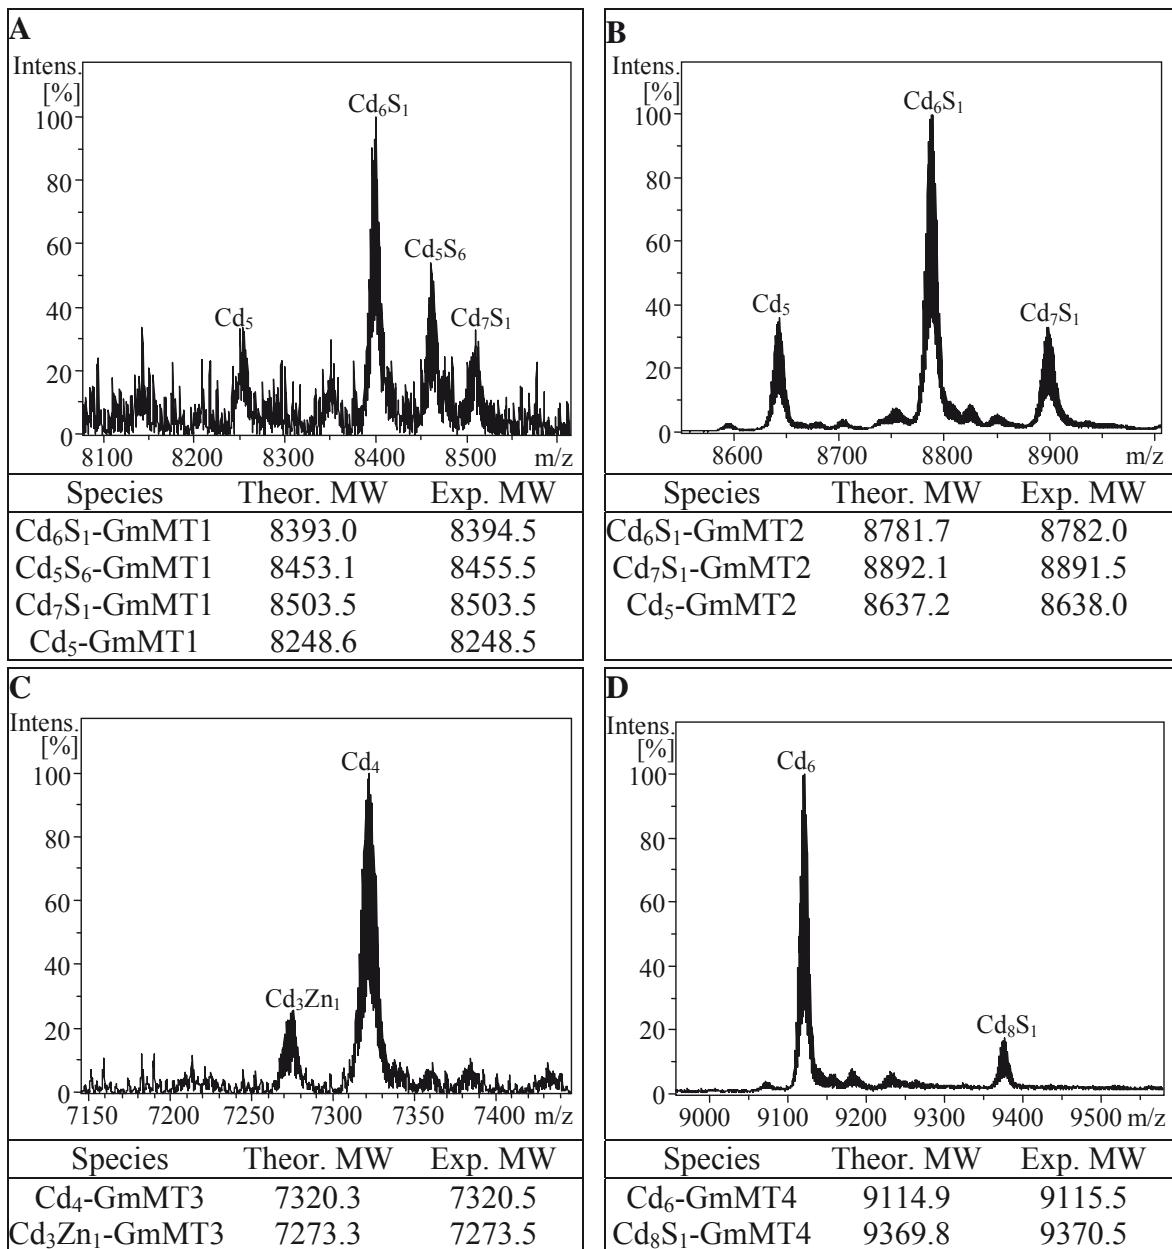 A
Intens.
[%]
Cd₆S₁
100
80
60
Cd₅S₆
40
Cd₅
Cd₇S₁
20
0
8100 8200 8300 8400 8500 m/z
Species Theor. MW Exp. MW
Cd₆S₁-GmMT1 8393.0 8394.5
Cd₅S₆-GmMT1 8453.1 8455.5
Cd₇S₁-GmMT1 8503.5 8503.5
Cd₅-GmMT1 8248.6 8248.5
B
Intens.
[%]
Cd₆S₁
100
80
60
40
Cd₅
Cd₇S₁
20
0
8600 8700 8800 8900 m/z
Species Theor. MW Exp. MW
Cd₆S₁-GmMT2 8781.7 8782.0
Cd₇S₁-GmMT2 8892.1 8891.5
Cd₅-GmMT2 8637.2 8638.0
C
Intens.
[%]
Cd₄
100
80
60
40
Cd₃Zn₁
20
0
7150 7200 7250 7300 7350 7400 m/z
Species Theor. MW Exp. MW
Cd₄-GmMT3 7320.3 7320.5
Cd₃Zn₁-GmMT3 7273.3 7273.5
D
Intens.
[%]
Cd₆
100
80
60
40
20
Cd₈S₁
0
9000 9100 9200 9300 9400 9500 m/z
Species Theor. MW Exp. MW
Cd₆-GmMT4 9114.9 9115.5
Cd₈S₁-GmMT4 9369.8 9370.5